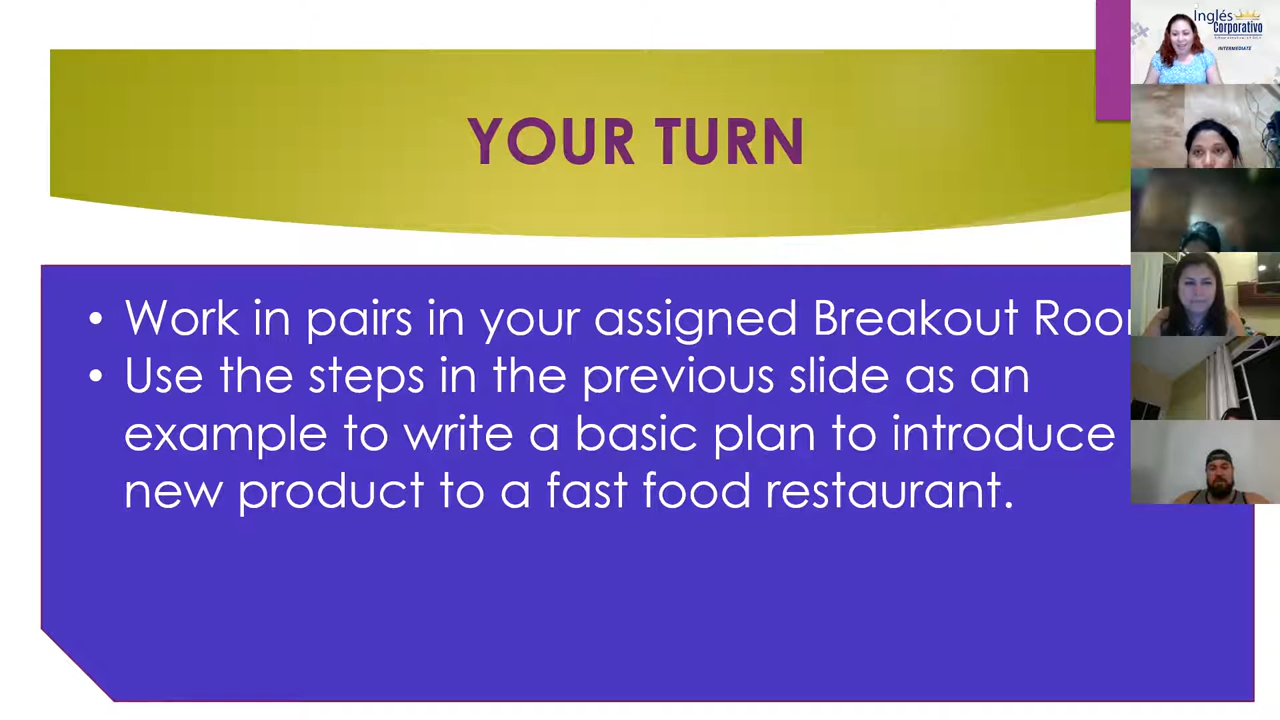 YOUR TURN
• Work in pairs in your assigned Breakout
• Use the steps in the previous slide as an
example to write a basic plan to introduce
new product to a fast food restaurant.
Inglés
Corporativo
INTERMEDIATE